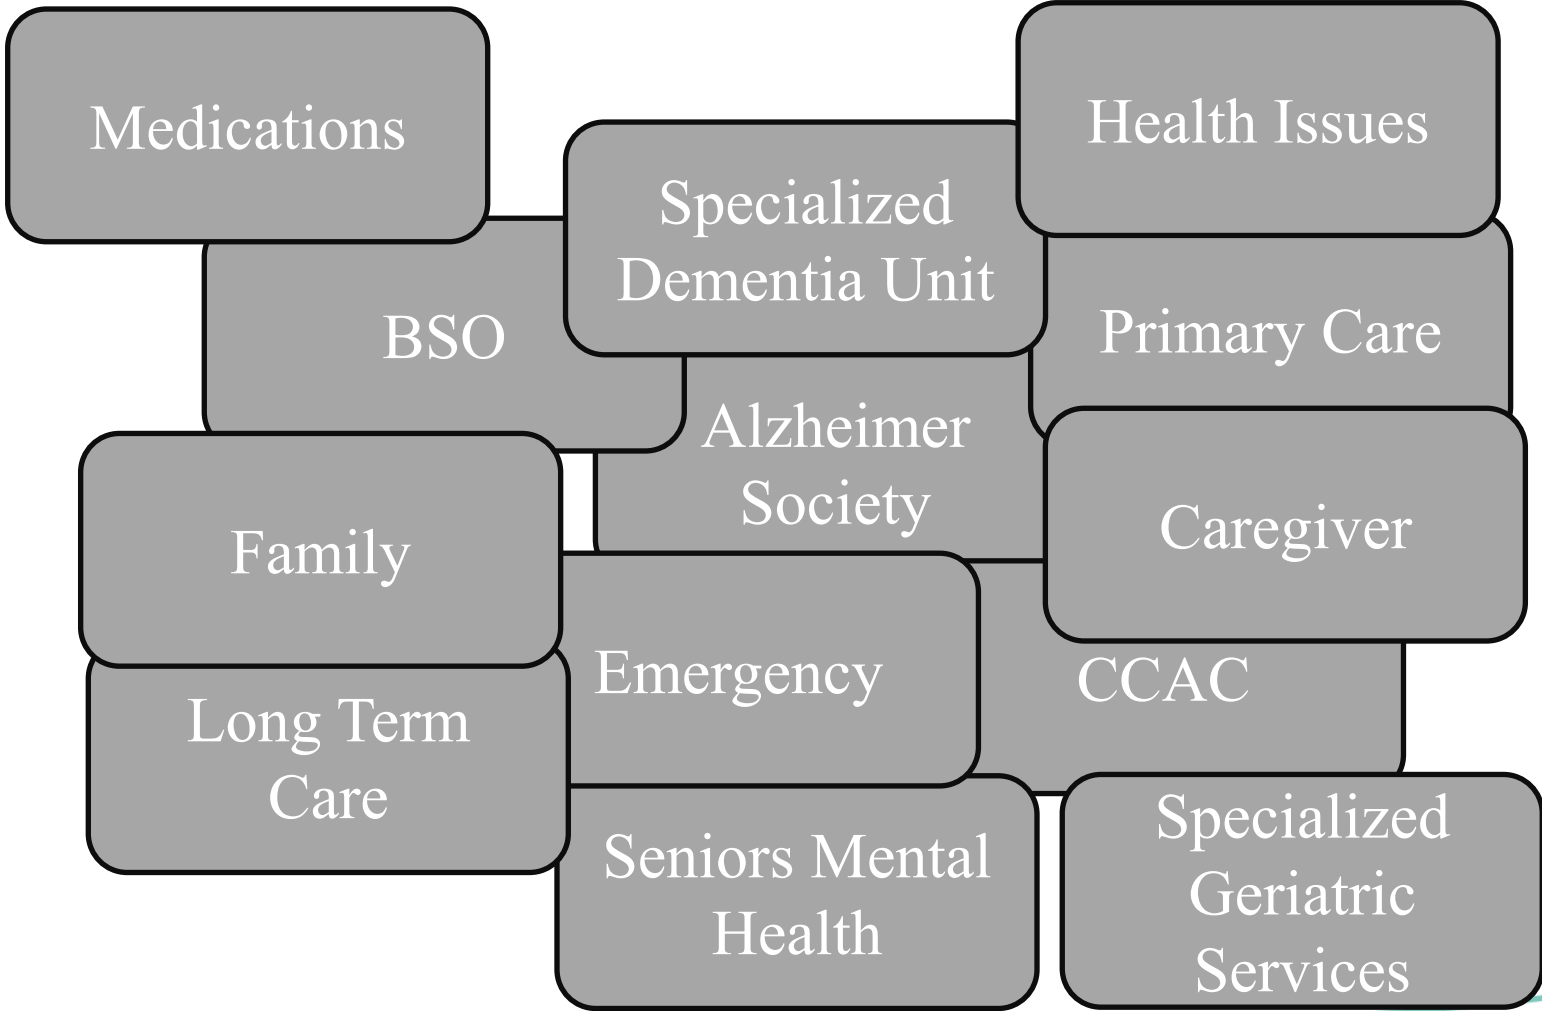 Medications
Health Issues
Specialized
Dementia Unit
BSO
Primary Care
Alzheimer
Society
Family
Caregiver
Emergency
CCAC
Long Term
Care
Seniors Mental
Health
Specialized
Geriatric
Services